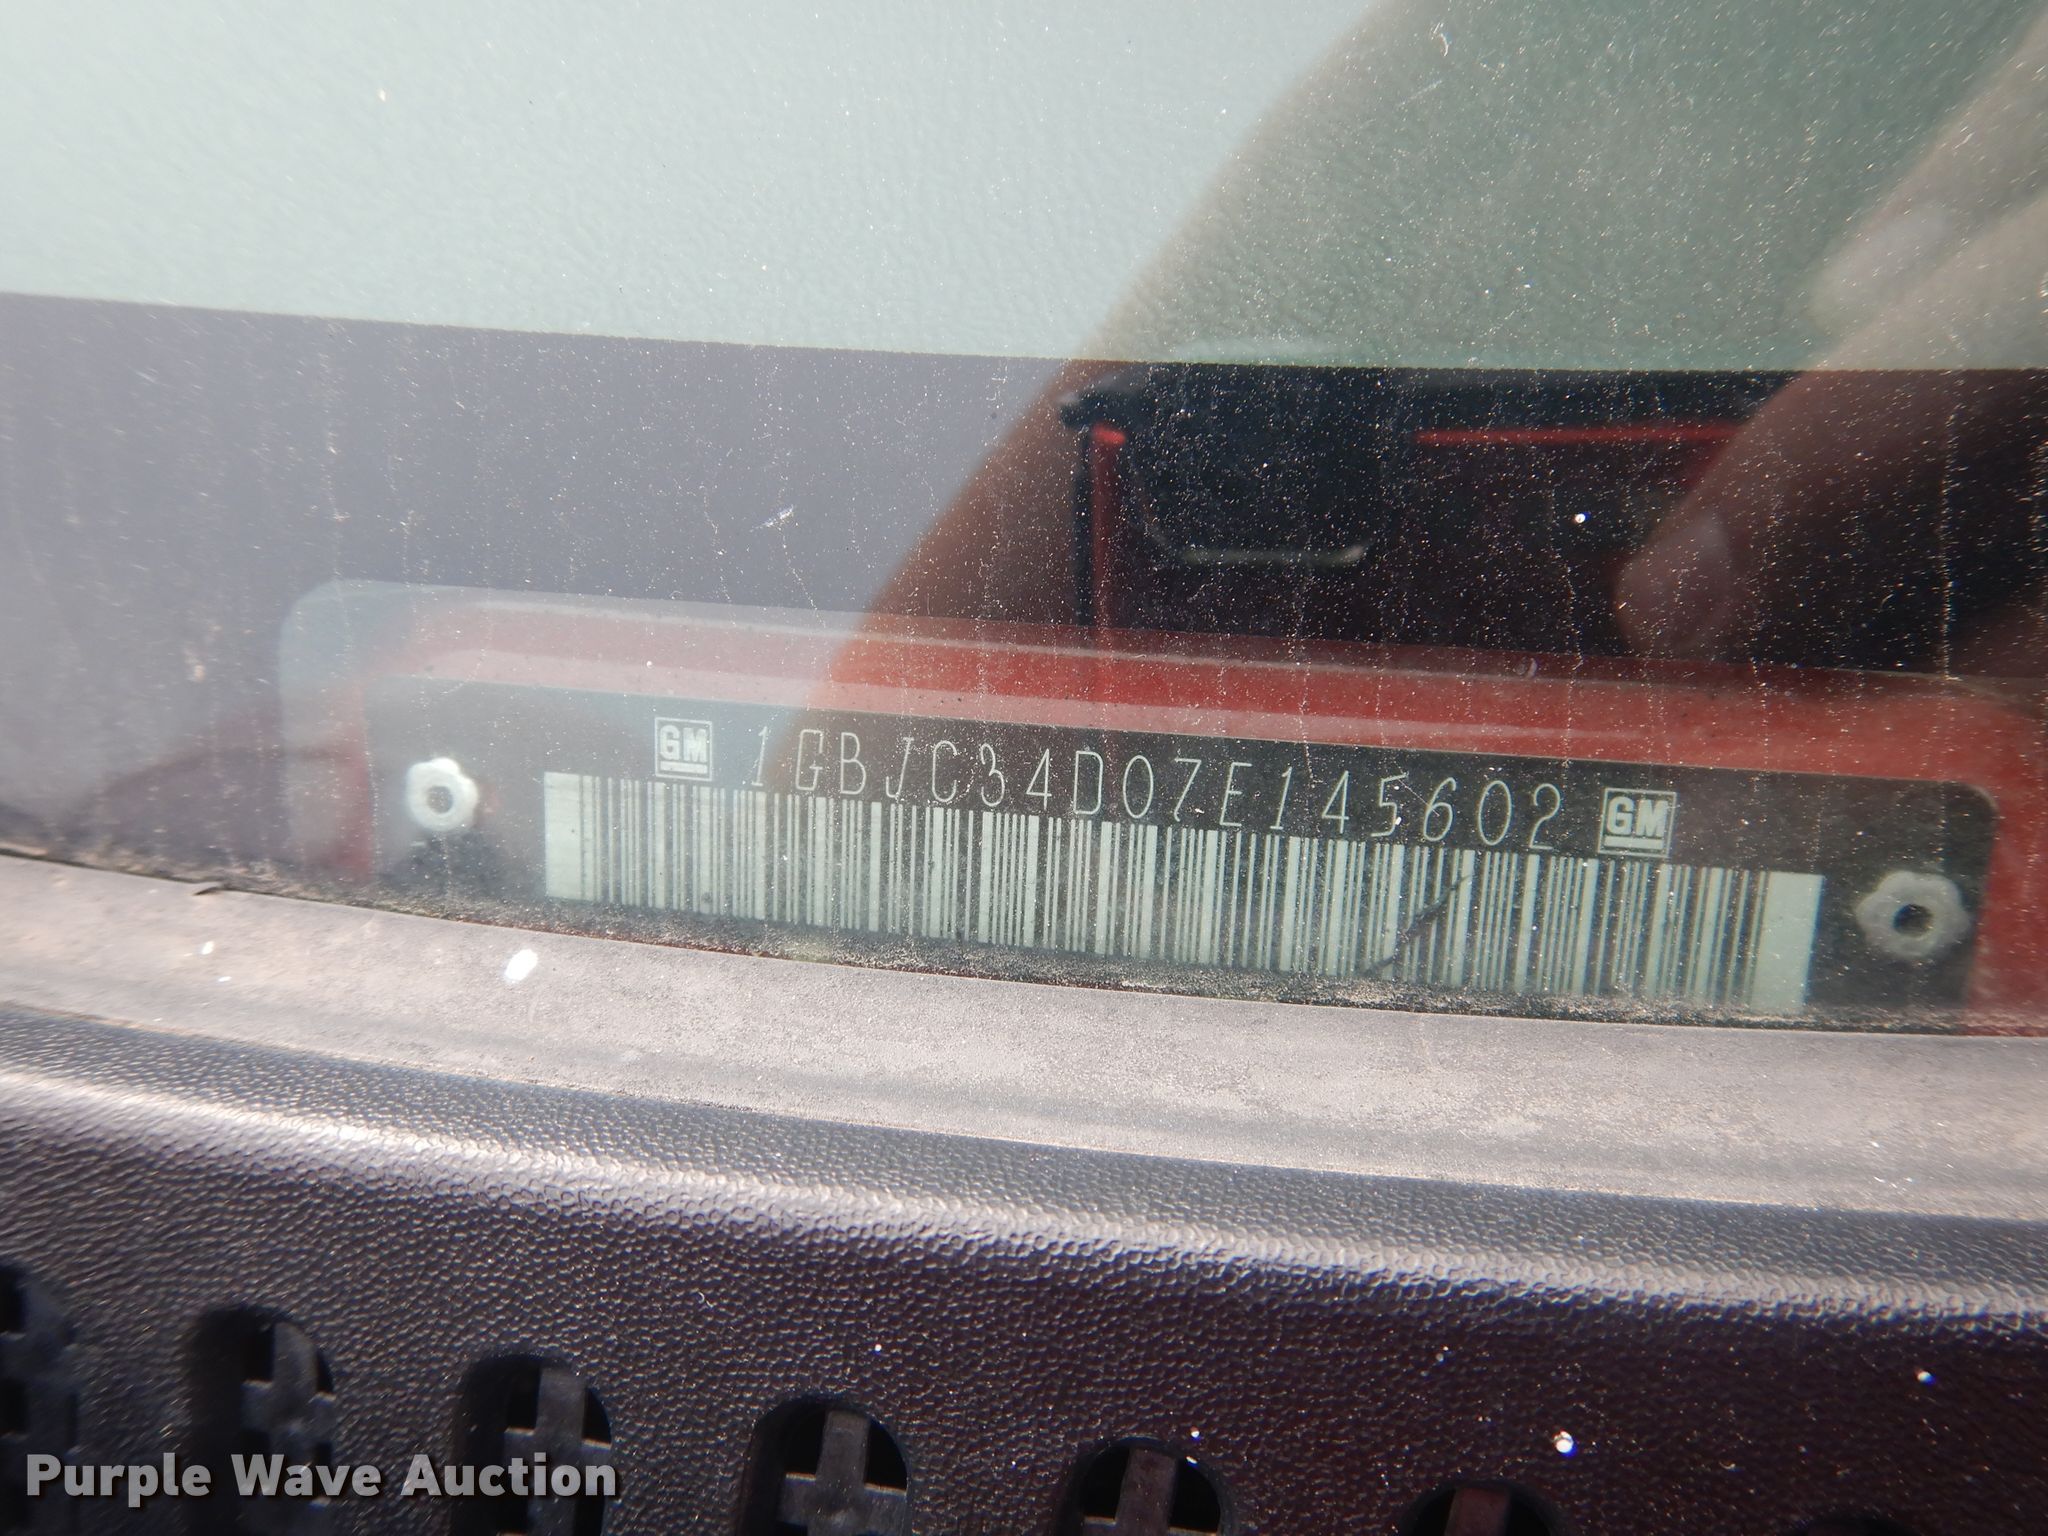 GM 1GBJC34D07E145602 GM
Purple Wave Auction